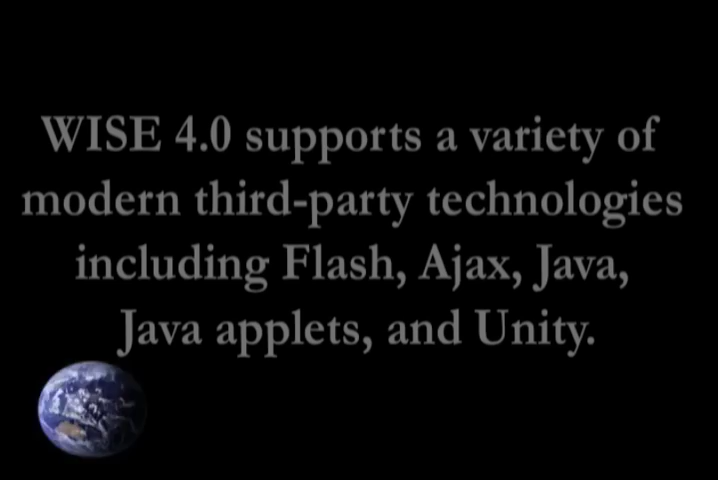 WISE 4.0 supports a variety of
modern third-party technologies
including Flash, Ajax, Java,
Java applets, and Unity.